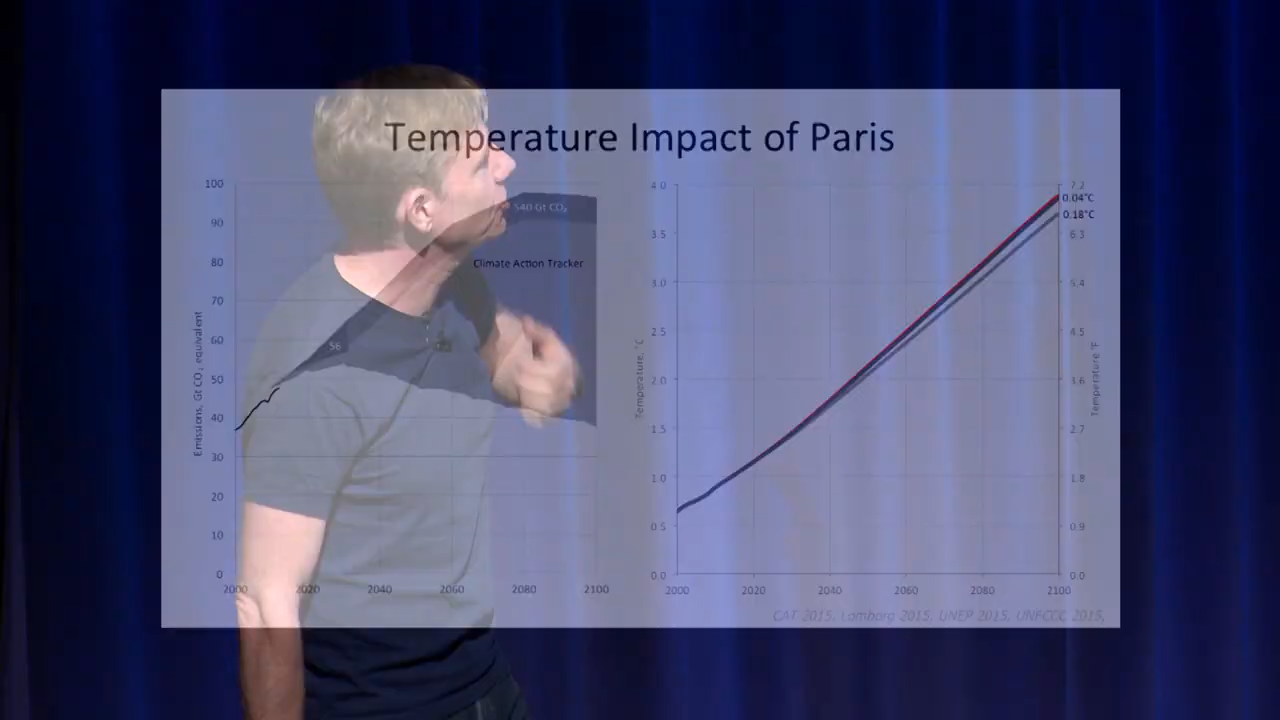 Temperature Impact of Paris
100
90
80
70
60
50
40
30
20
10
0
Emissions, Gt CO₂ equivalent
540 Gt CO₂
Climate Action Tracker
56
2000 2020 2040 2060 2080 2100
4.0
3.5
3.0
2.5
2.0
1.5
1.0
0.5
0.0
Temperature, °C
7.2
0.04°C
0.18°C
6.3
5.4
4.5
3.6
2.7
1.8
0.9
0.0
Temperature °F
2000 2020 2040 2060 2080 2100
CAT 2015, Lomborg 2015, UNEP 2015, UNFCCC 2015,